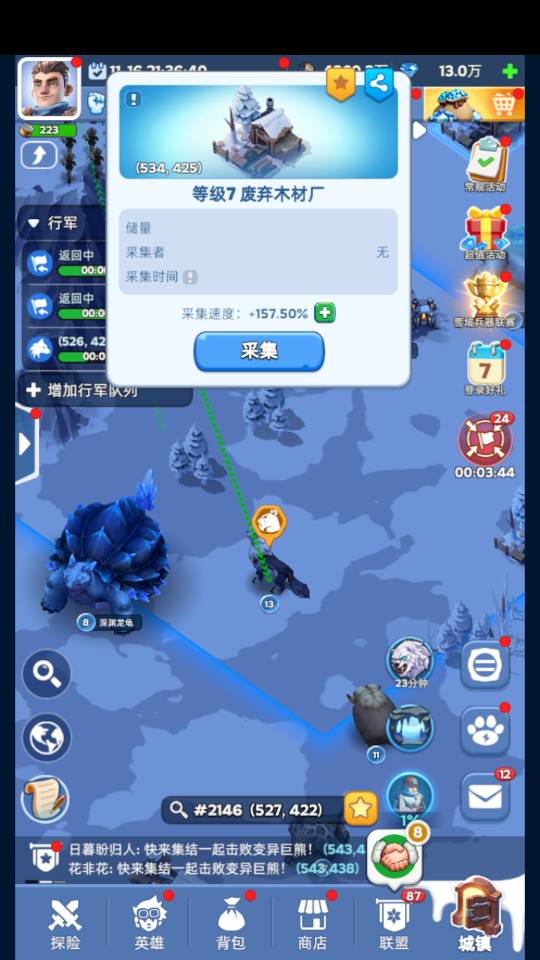 11-16 21:36:40
13.0万
223
(534, 425)
等级7 废弃木材厂
储量
采集者 无
采集时间
采集速度: +157.50%
采集
行军
返回中
返回中
增加行军队列
常规活动
超值活动
雪域兵器联赛
7
登录好礼
24
00:03:44
13
8 深渊龙龟
23分钟
11
1%
12
#2146 (527, 422)
日暮盼归人: 快来集结一起击败变异巨熊!
花非花: 快来集结一起击败变异巨熊! (543,438)
8
87
探险
英雄
背包
商店
联盟
城镇